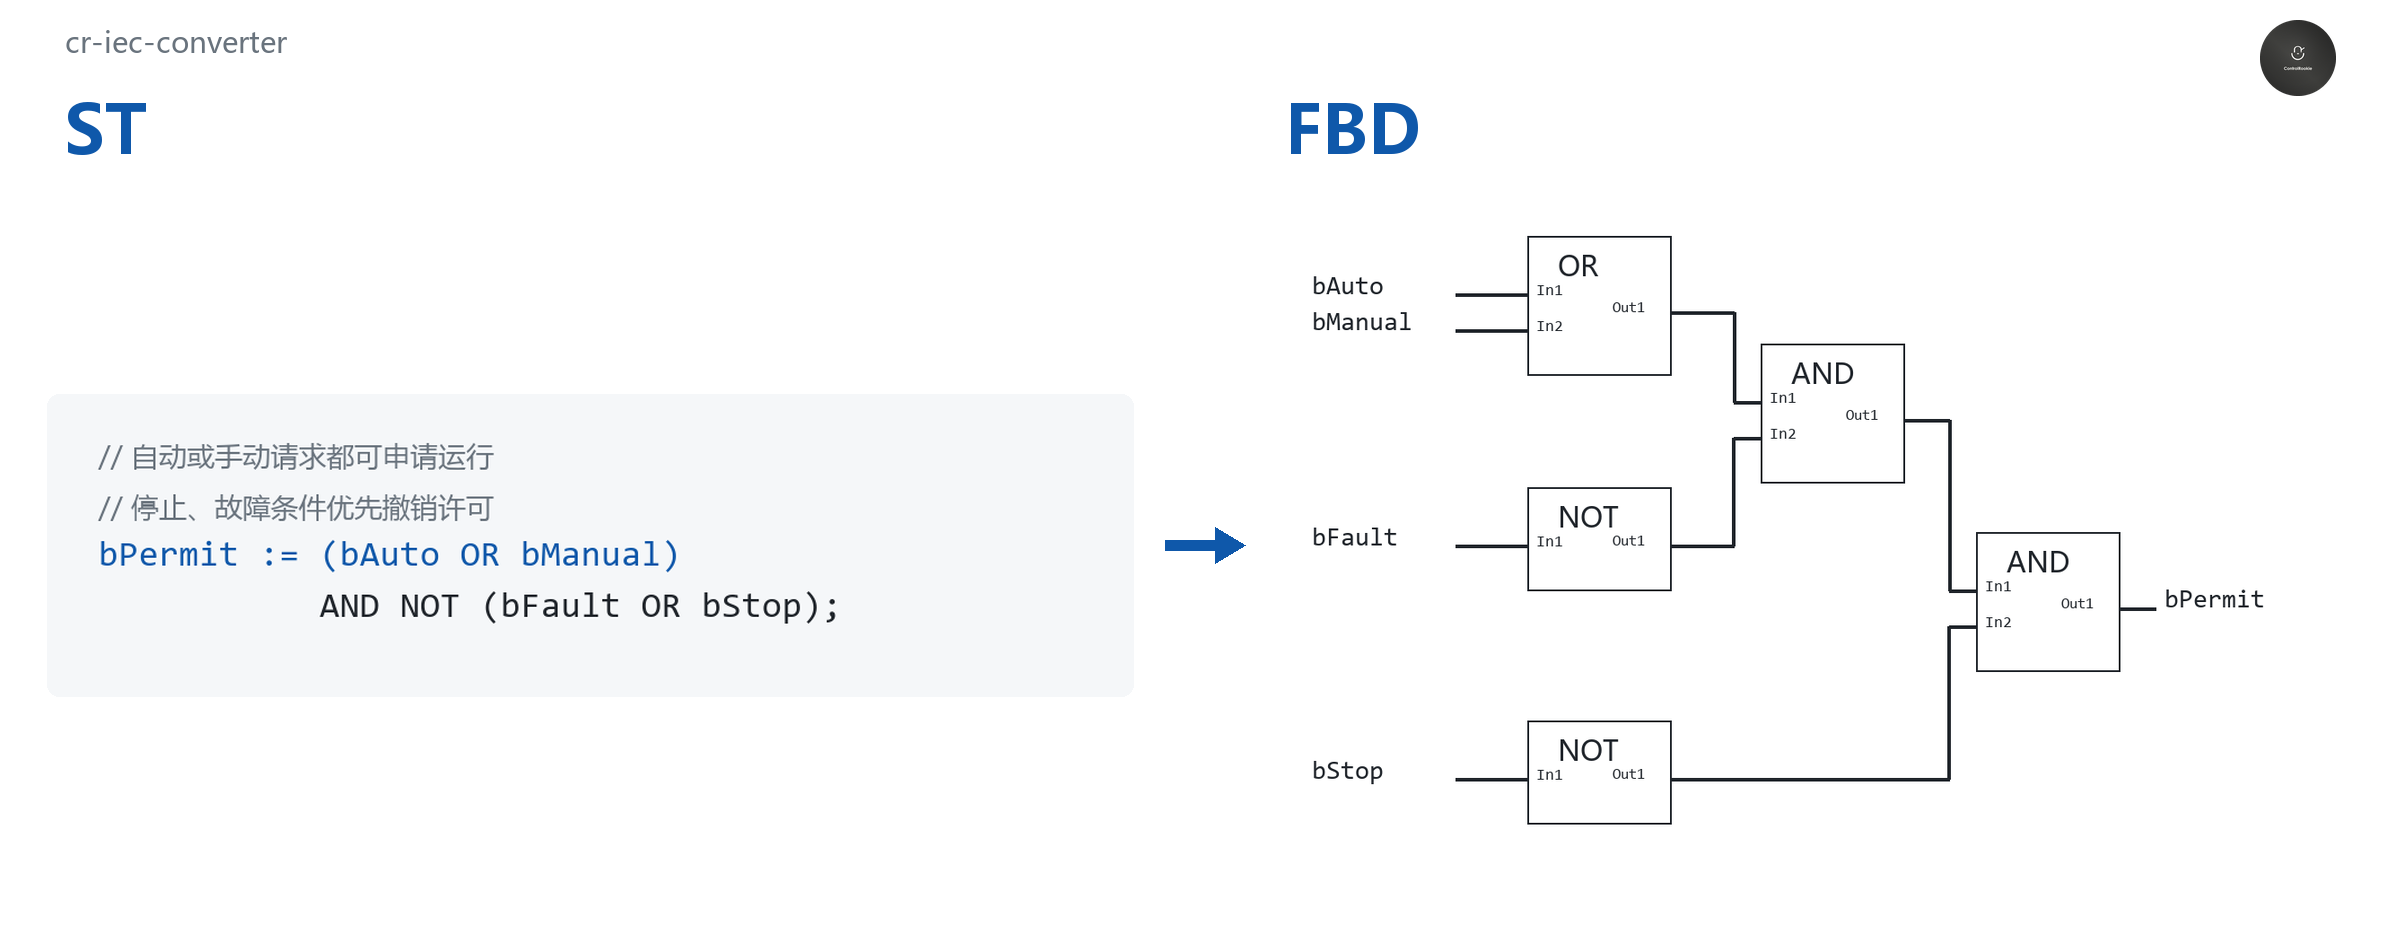 cr-iec-converter
ControlRookie
ST
FBD
// 自动或手动请求都可申请运行
// 停止、故障条件优先撤销许可
bPermit := (bAuto OR bManual)
AND NOT (bFault OR bStop);
bAuto
bManual
OR
In1
In2
Out1
AND
In1
In2
Out1
bFault
NOT
In1
Out1
AND
In1
In2
Out1
bPermit
bStop
NOT
In1
Out1